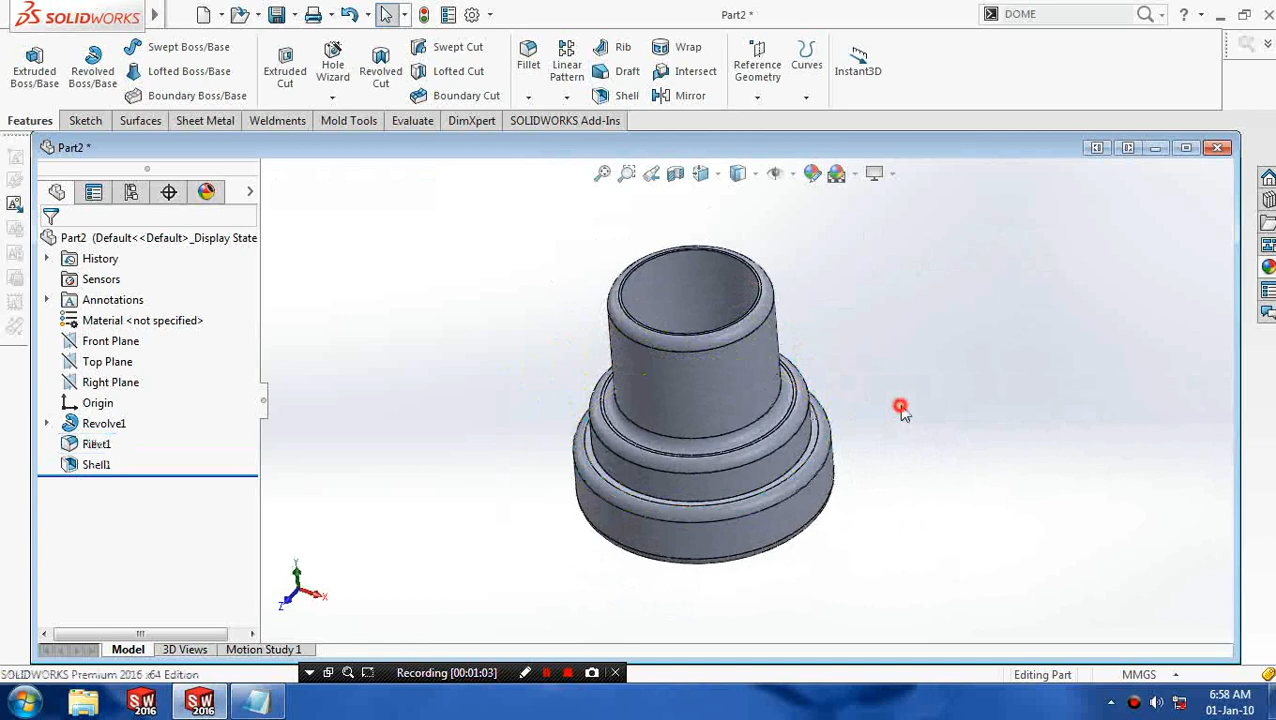 SOLIDWORKS
Part2 *
DOME
Extruded Boss/Base
Revolved Boss/Base
Swept Boss/Base
Lofted Boss/Base
Boundary Boss/Base
Extruded Cut
Hole Wizard
Revolved Cut
Swept Cut
Lofted Cut
Boundary Cut
Fillet
Linear Pattern
Rib
Draft
Shell
Wrap
Intersect
Mirror
Reference Geometry
Curves
Instant3D
Features
Sketch
Surfaces
Sheet Metal
Weldments
Mold Tools
Evaluate
DimXpert
SOLIDWORKS Add-Ins
Part2 *
Part2 (Default<<Default>_Display State
History
Sensors
Annotations
Material <not specified>
Front Plane
Top Plane
Right Plane
Origin
Revolve1
Fillet1
Shell1
Y
X
Z
Model
3D Views
Motion Study 1
SOLIDWORKS Premium 2016 x64 Edition
Recording [00:01:03]
Editing Part
MMGS
SW 2016
SW 2016
6:58 AM
01-Jan-10